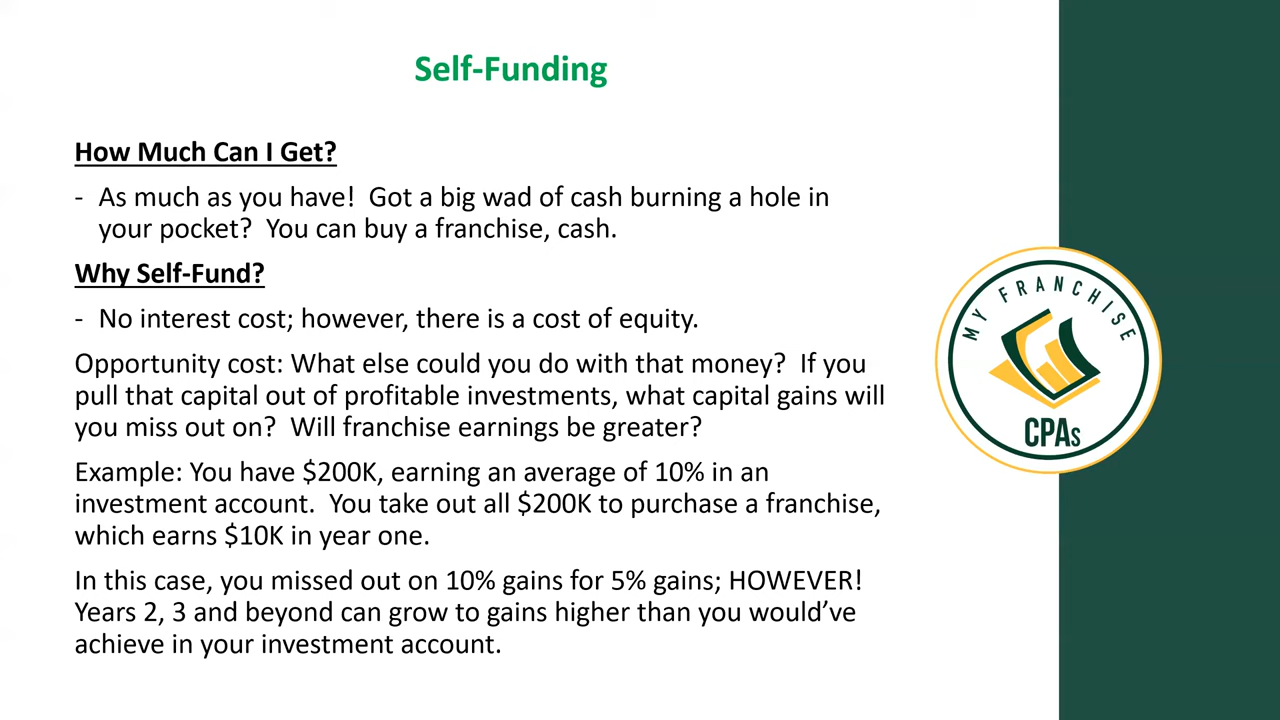 Self-Funding
How Much Can I Get?
- As much as you have!  Got a big wad of cash burning a hole in
your pocket?  You can buy a franchise, cash.
Why Self-Fund?
- No interest cost; however, there is a cost of equity.
Opportunity cost: What else could you do with that money?  If you
pull that capital out of profitable investments, what capital gains will
you miss out on?  Will franchise earnings be greater?
Example: You have $200K, earning an average of 10% in an
investment account.  You take out all $200K to purchase a franchise,
which earns $10K in year one.
In this case, you missed out on 10% gains for 5% gains; HOWEVER!
Years 2, 3 and beyond can grow to gains higher than you would’ve
achieve in your investment account.
MY FRANCHISE
CPAs